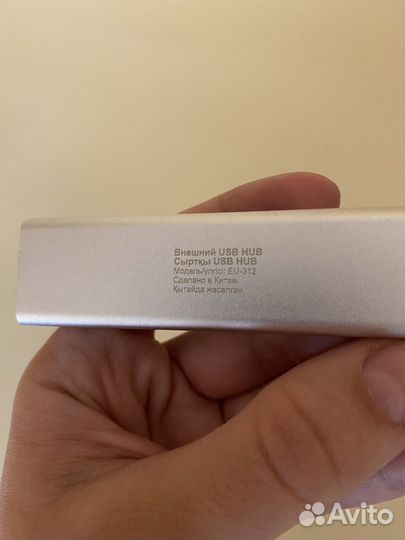 Внешний USB HUB
Сыртқы USB HUB
Модель/үлгісі: EU-312
Сделано в Китае.
Қытайда жасалған.
Avito